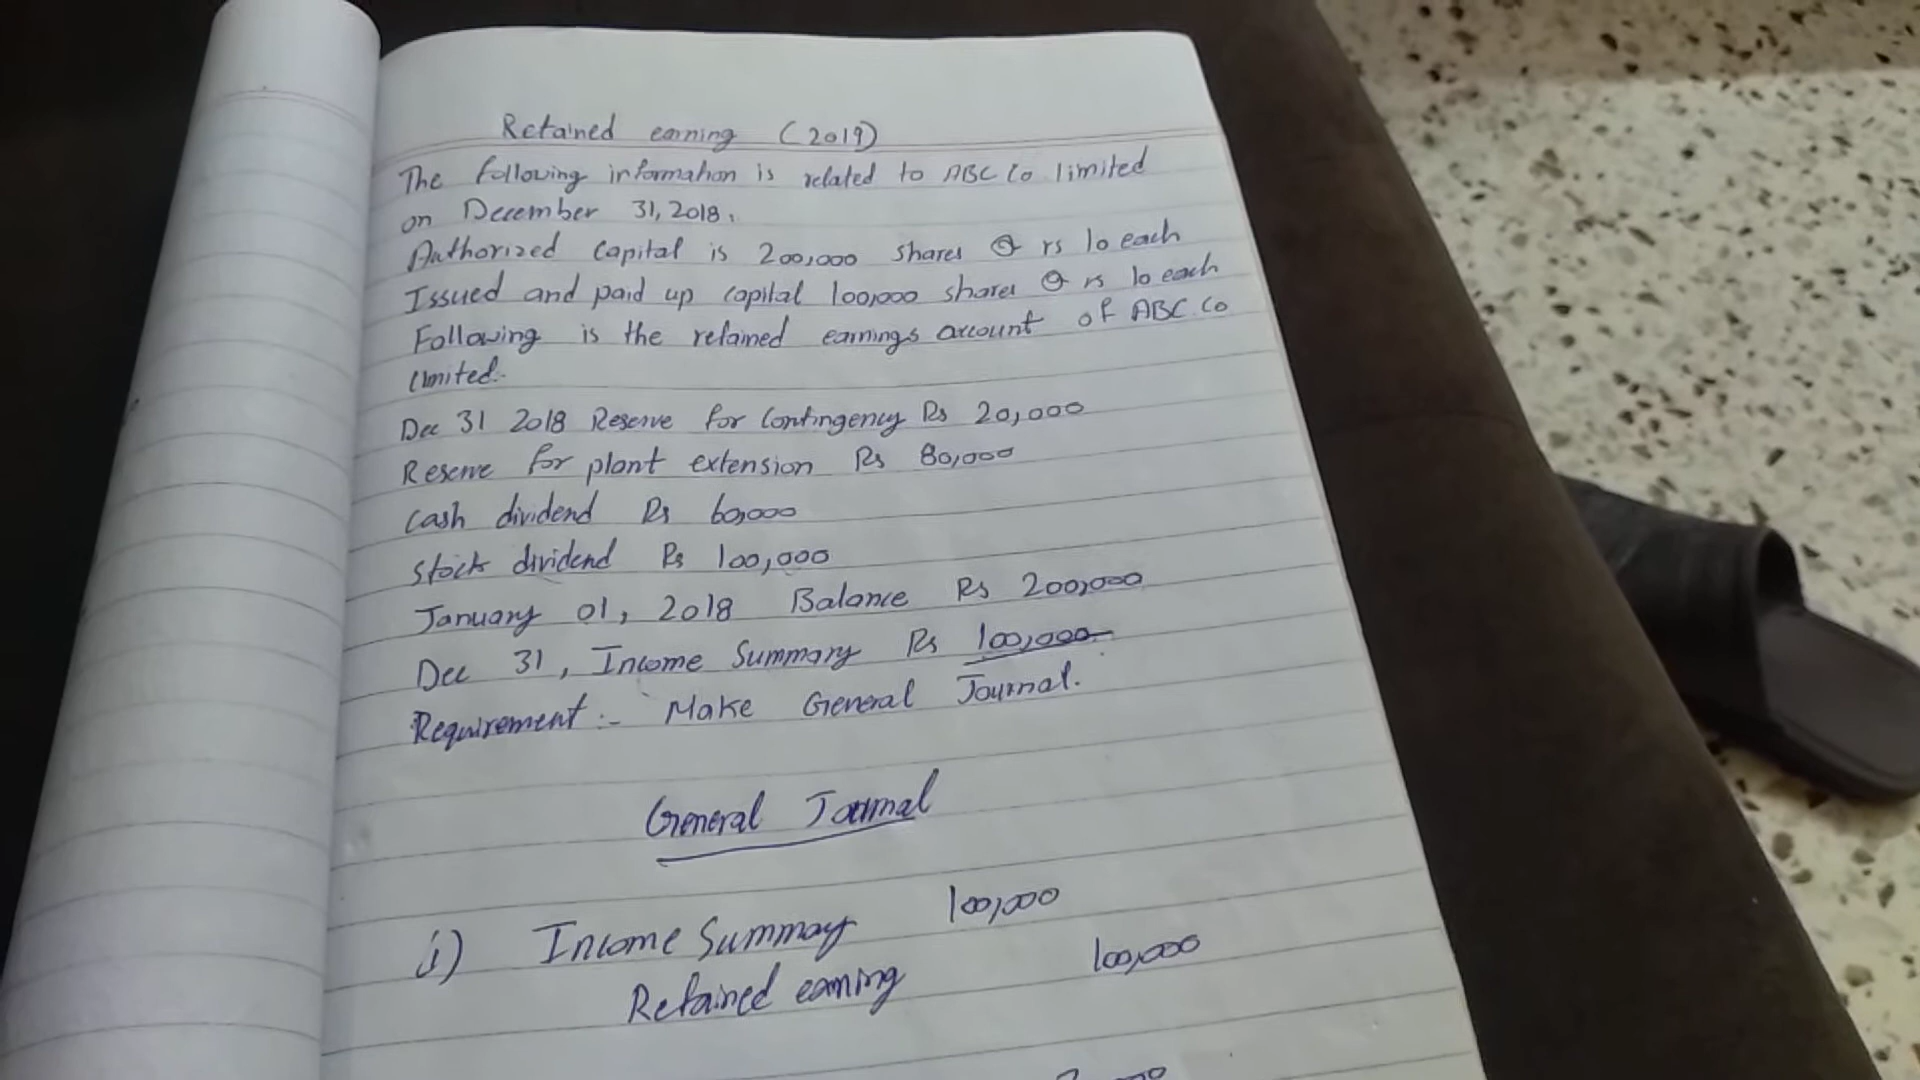 Retained earning (2019)
The following information is related to ABC Co limited
on December 31, 2018.
Authorized Capital is 200,000 shares @ rs 10 each
Issued and paid up capital 100,000 shares @ rs 10 each
Following is the retained earnings account of ABC Co
limited.
Dec 31 2018 Reserve for Contingency Rs 20,000
Reserve for plant extension Rs 80,000
Cash dividend Rs 60,000
Stock dividend Rs 100,000
January 01, 2018 Balance Rs 200,000
Dec 31, Income Summary Rs 100,000
Requirement:- Make General Journal.
General Journal
i) Income Summary 100,000
Retained earning 100,000